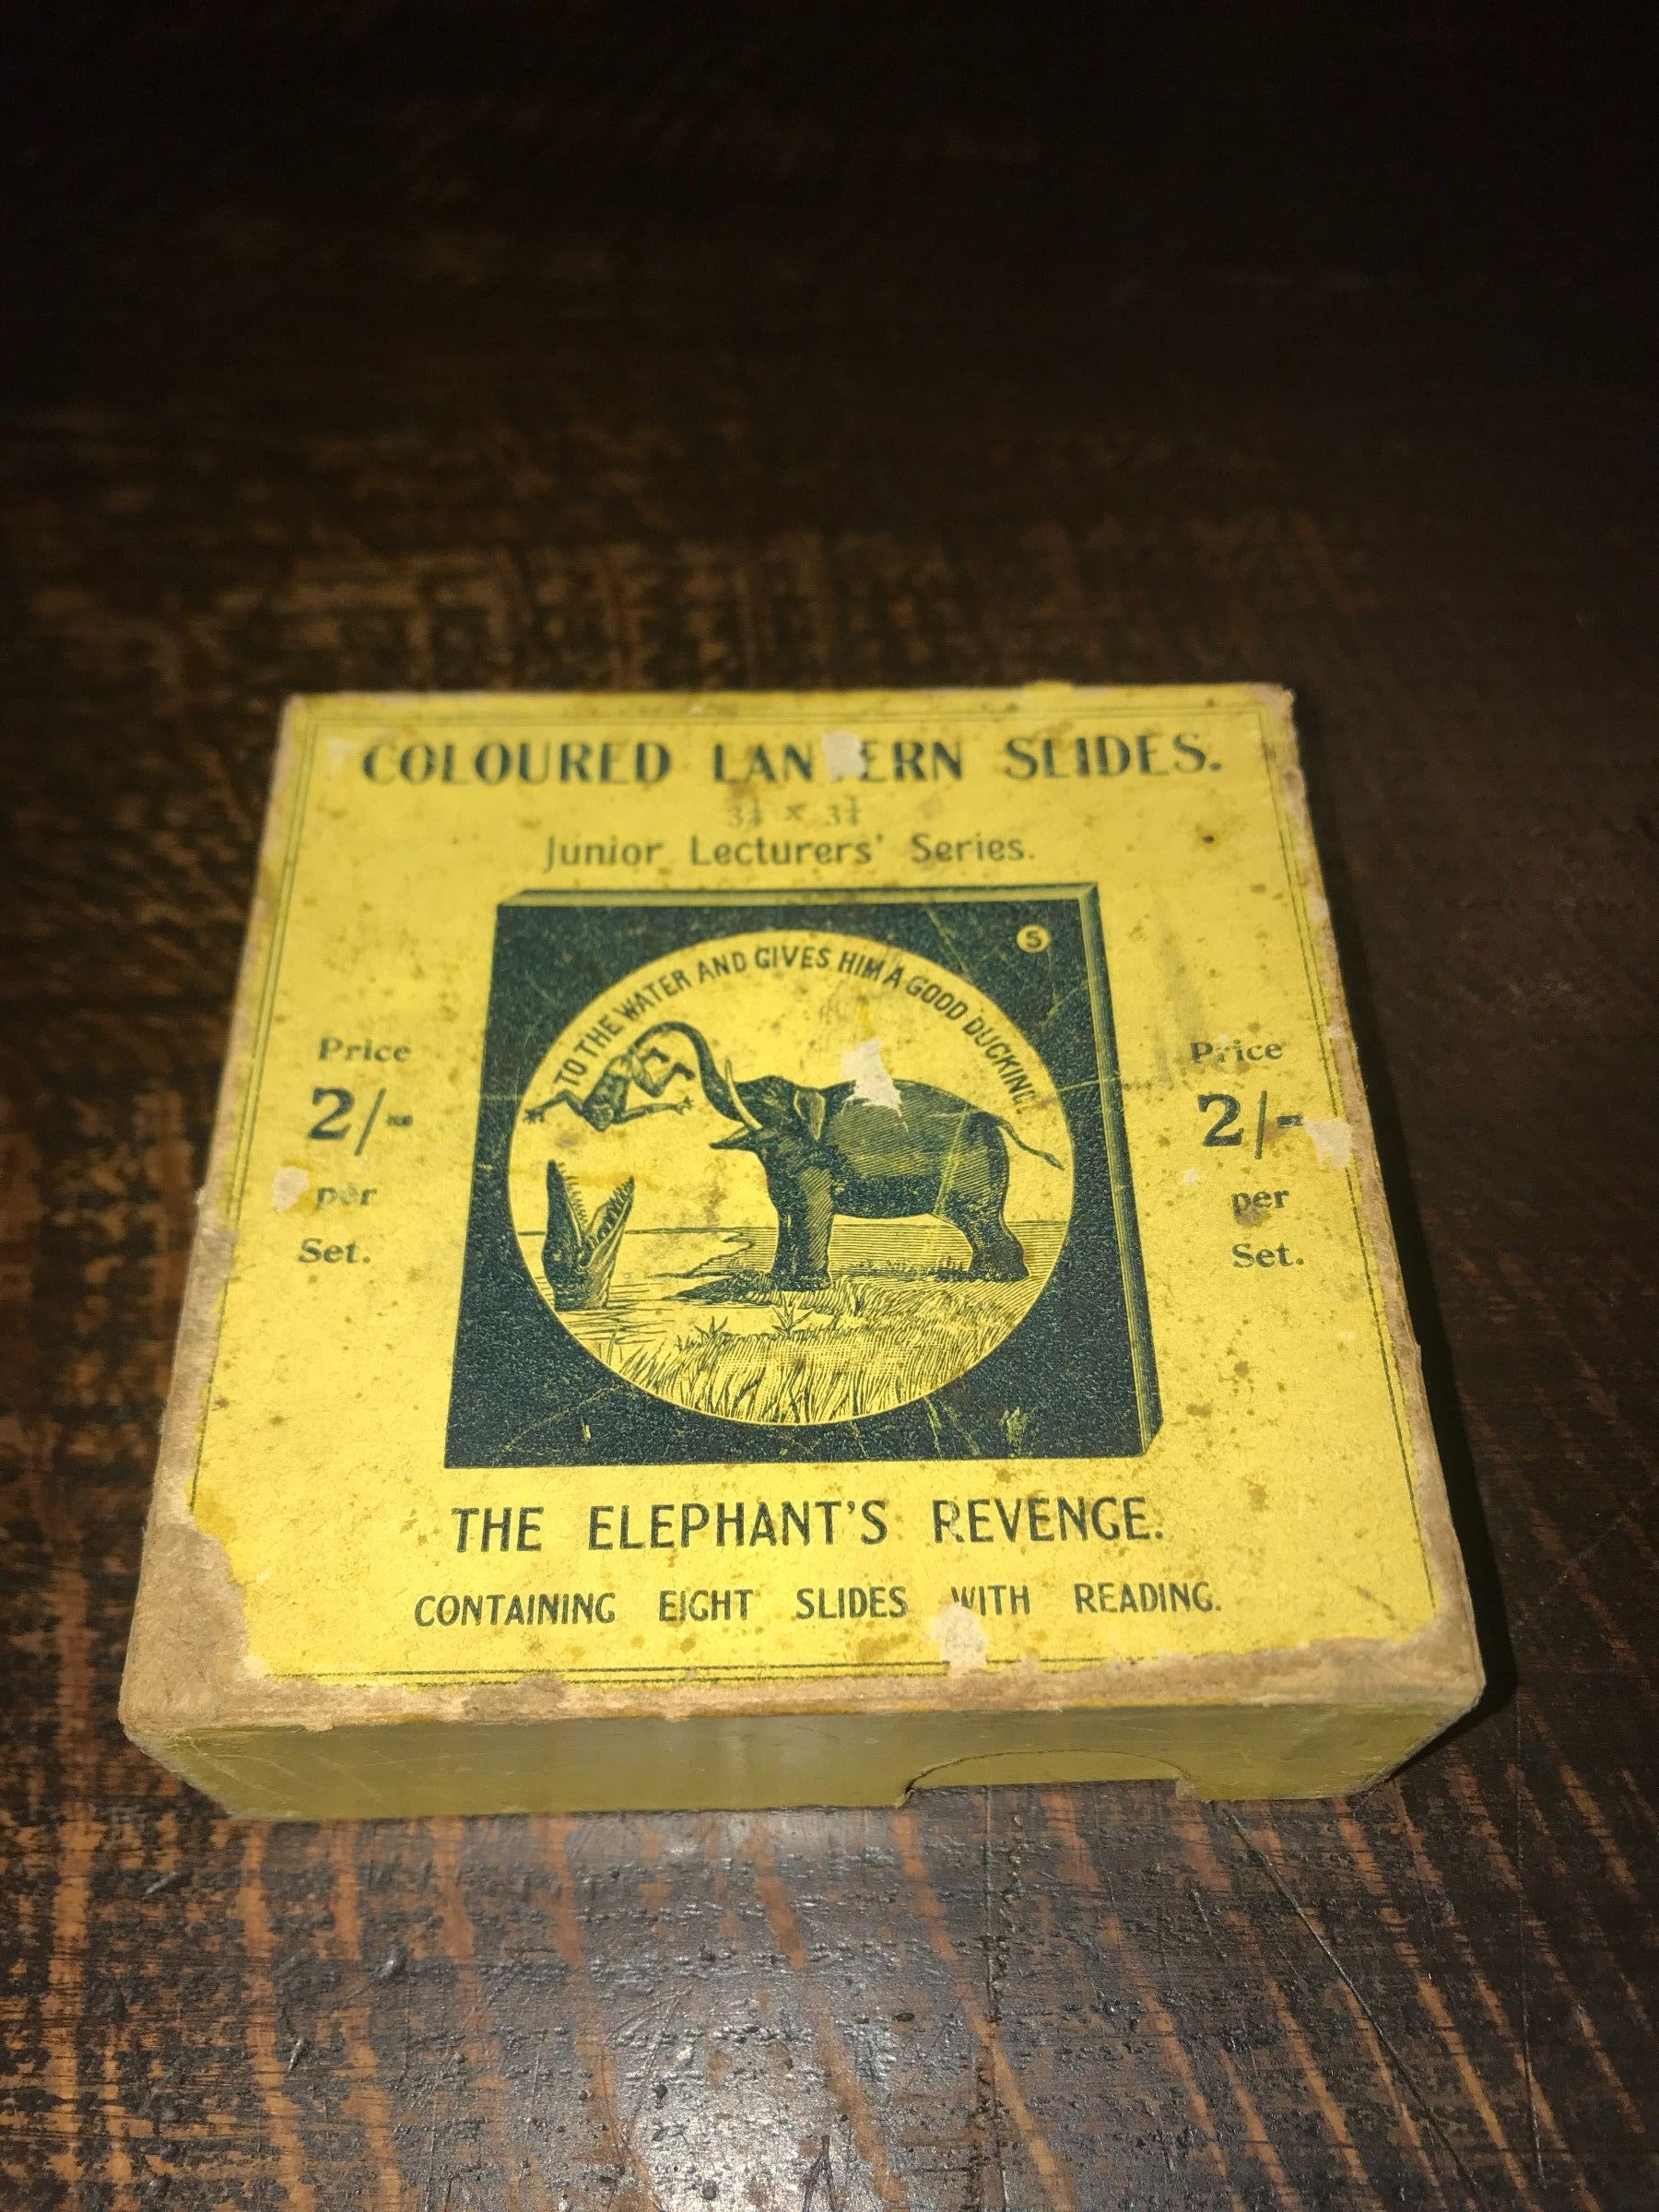 COLOURED LANTERN SLIDES.
3¼ × 3¼
Junior Lecturers' Series.
5
TO THE WATER AND GIVES HIM A GOOD DUCKING.
Price
2/-
per
Set.
Price
2/-
per
Set.
THE ELEPHANT'S REVENGE.
CONTAINING EIGHT SLIDES WITH READING.